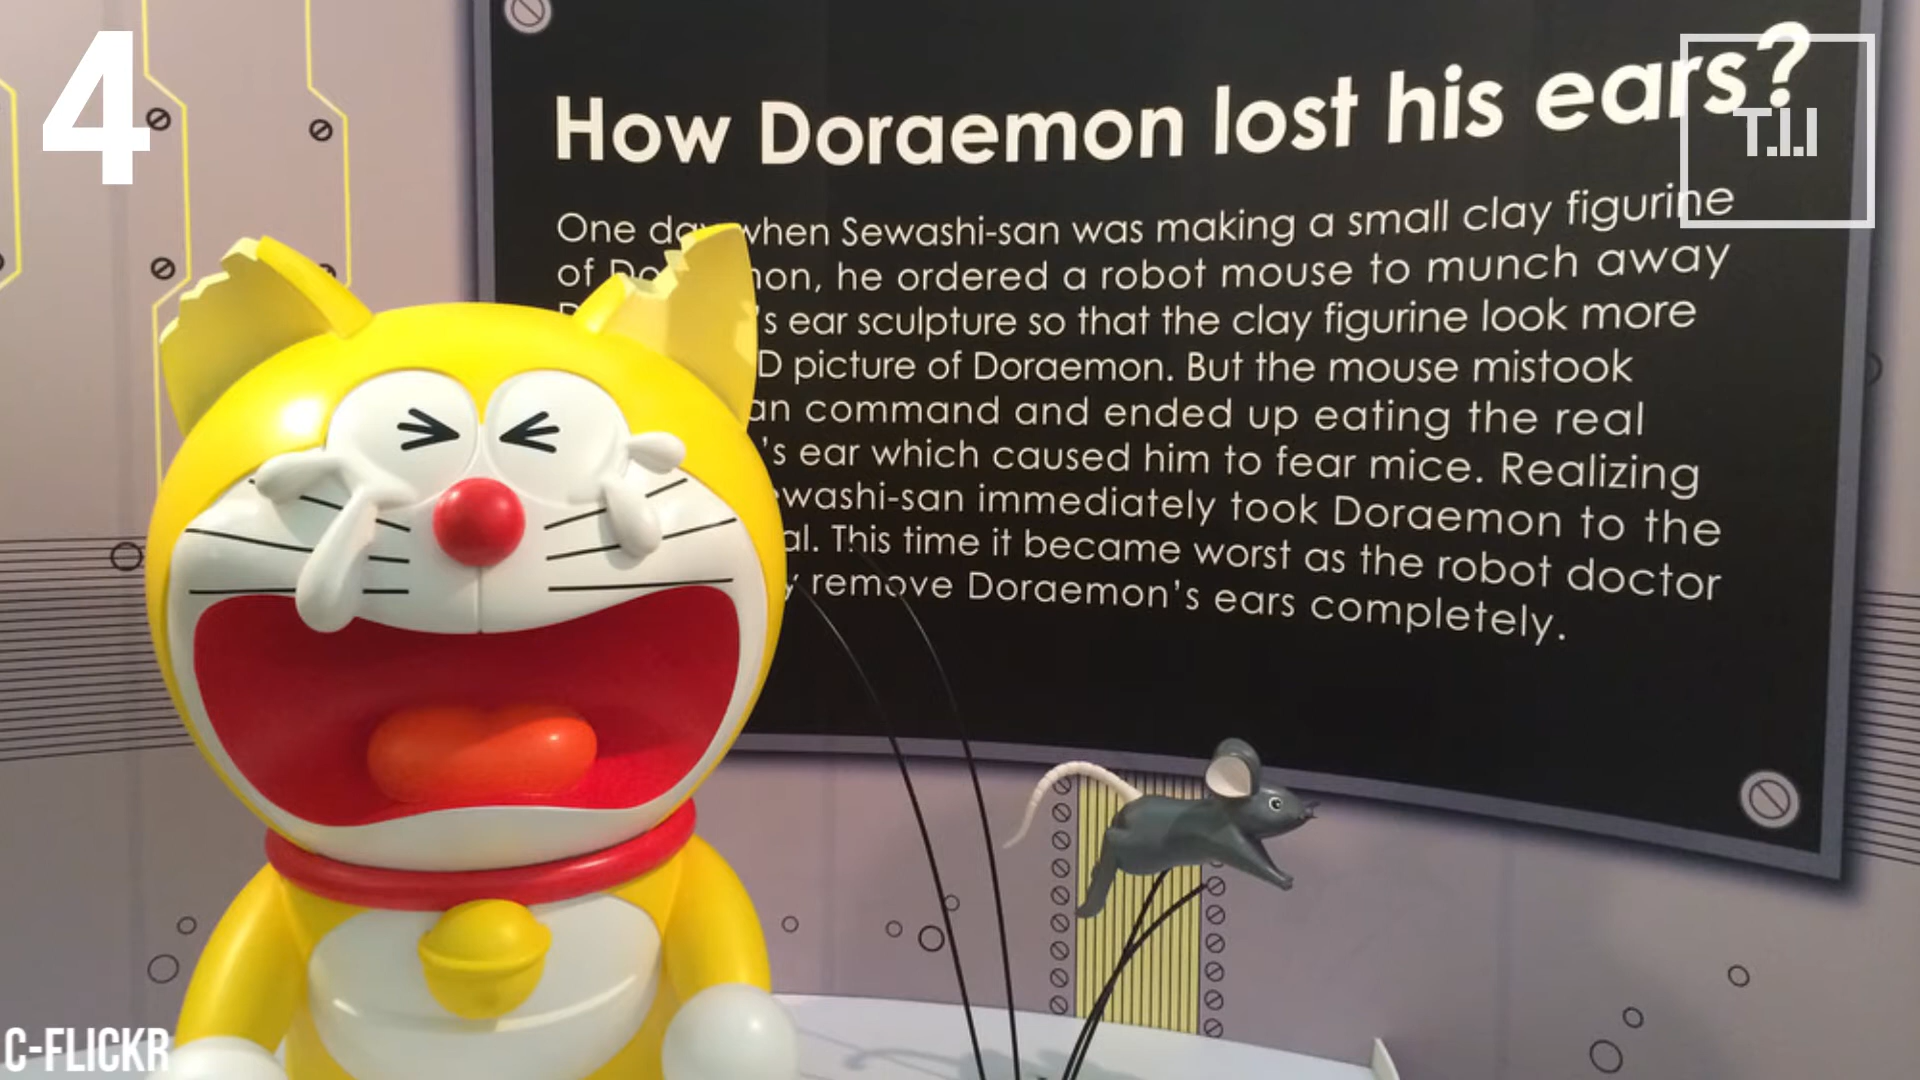 4
T.I.I
How Doraemon lost his ears?
One day when Sewashi-san was making a small clay figurine
of Doraemon, he ordered a robot mouse to munch away
's ear sculpture so that the clay figurine look more
D picture of Doraemon. But the mouse mistook
an command and ended up eating the real
's ear which caused him to fear mice. Realizing
ewashi-san immediately took Doraemon to the
al. This time it became worst as the robot doctor
y remove Doraemon's ears completely.
C-FLICKR